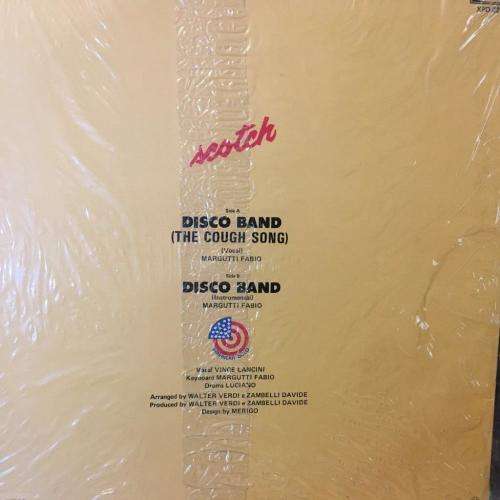 scotch
Side A
DISCO BAND
(THE COUGH SONG)
(Vocal)
MARGUTTI FABIO
Side B
DISCO BAND
(Instrumental)
MARGUTTI FABIO
Vocal VINCE LANCINI
Keyboard MARGUTTI FABIO
Drums LUCIANO
Arranged by WALTER VERDI e ZAMBELLI DAVIDE
Produced by WALTER VERDI e ZAMBELLI DAVIDE
Design by MERIGO